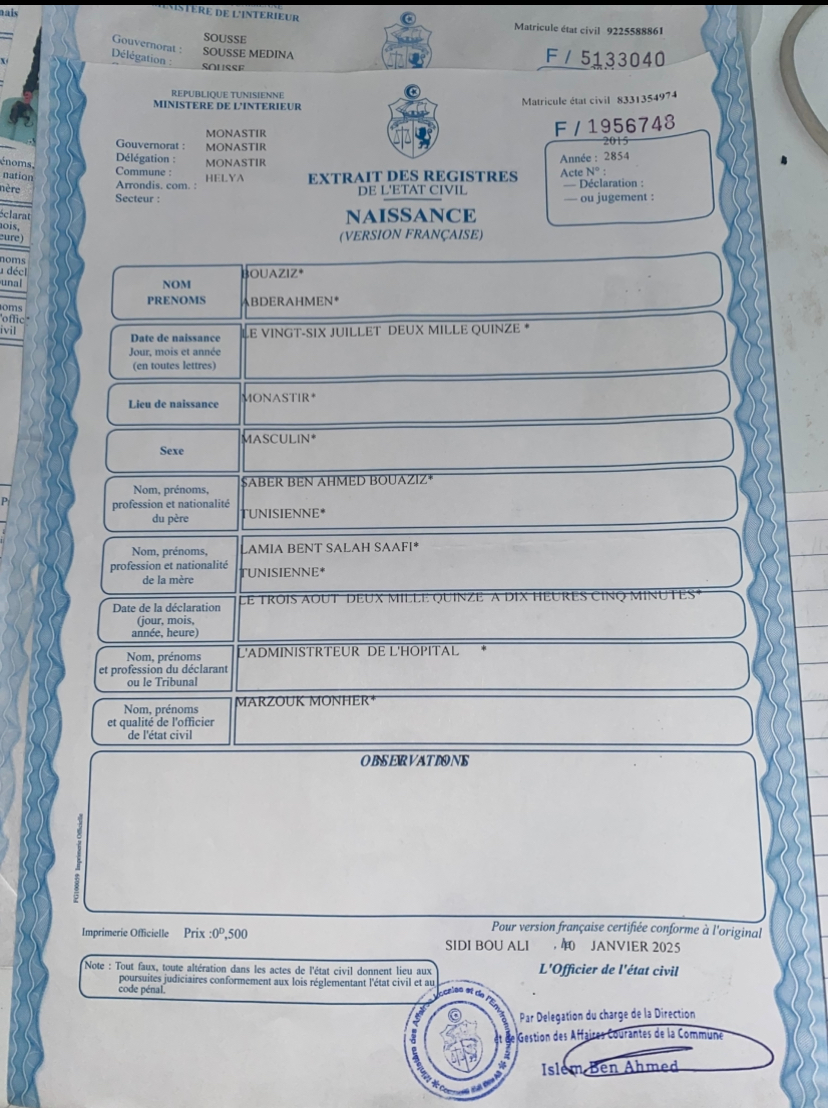 MINISTERE DE L'INTERIEUR
Gouvernorat : SOUSSE
Délégation : SOUSSE MEDINA
SOUSSE
Matricule état civil 9225588861
F / 5133040
REPUBLIQUE TUNISIENNE
MINISTERE DE L'INTERIEUR
Matricule état civil 8331354974
F / 1956748
Gouvernorat : MONASTIR
Délégation : MONASTIR
Commune : MONASTIR
Arrondis. com. : HELYA
Secteur :
2015
Année : 2854
Acte N° :
— Déclaration :
— ou jugement :
EXTRAIT DES REGISTRES
DE L'ETAT CIVIL
NAISSANCE
(VERSION FRANÇAISE)
NOM BOUAZIZ*
PRENOMS ABDERAHMEN*
Date de naissance LE VINGT-SIX JUILLET DEUX MILLE QUINZE *
Jour, mois et année
(en toutes lettres)
Lieu de naissance MONASTIR*
Sexe MASCULIN*
Nom, prénoms, SABER BEN AHMED BOUAZIZ*
profession et nationalité TUNISIENNE*
du père
Nom, prénoms, LAMIA BENT SALAH SAAFI*
profession et nationalité TUNISIENNE*
de la mère
Date de la déclaration LE TROIS AOUT DEUX MILLE QUINZE A DIX HEURES CINQ MINUTES*
(jour, mois,
année, heure)
Nom, prénoms L'ADMINISTRTEUR DE L'HOPITAL *
et profession du déclarant
ou le Tribunal
Nom, prénoms MARZOUK MONHER*
et qualité de l'officier
de l'état civil
OBSERVATIONS
Imprimerie Officielle Prix :0ᴰ,500
Pour version française certifiée conforme à l'original
SIDI BOU ALI JANVIER 2025
L'Officier de l'état civil
Note : Tout faux, toute altération dans les actes de l'état civil donnent lieu aux
poursuites judiciaires conformement aux lois réglementant l'état civil et au
code pénal.
Par Delegation du charge de la Direction
et de Gestion des Affaires Courantes de la Commune
Islem Ben Ahmed